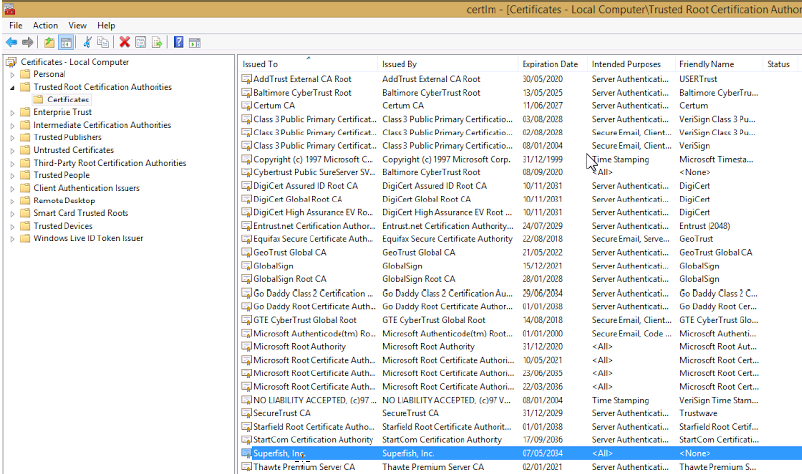 certlm - [Certificates - Local Computer\Trusted Root Certification Author
File Action View Help
Certificates - Local Computer
Personal
Trusted Root Certification Authorities
Certificates
Enterprise Trust
Intermediate Certification Authorities
Trusted Publishers
Untrusted Certificates
Third-Party Root Certification Authorities
Trusted People
Client Authentication Issuers
Remote Desktop
Smart Card Trusted Roots
Trusted Devices
Windows Live ID Token Issuer
Issued To Issued By Expiration Date Intended Purposes Friendly Name Status
AddTrust External CA Root AddTrust External CA Root 30/05/2020 Server Authenticati... USERTrust
Baltimore CyberTrust Root Baltimore CyberTrust Root 13/05/2025 Server Authenticati... Baltimore CyberTru...
Certum CA Certum CA 11/06/2027 Server Authenticati... Certum
Class 3 Public Primary Certificat... Class 3 Public Primary Certificatio... 03/08/2028 Server Authenticati... VeriSign Class 3 Pu...
Class 3 Public Primary Certificat... Class 3 Public Primary Certificatio... 02/08/2028 Secure Email, Client... VeriSign Class 3 Pu...
Class 3 Public Primary Certificat... Class 3 Public Primary Certificatio... 08/01/2004 Secure Email, Client... VeriSign
Copyright (c) 1997 Microsoft C... Copyright (c) 1997 Microsoft Corp. 31/12/1999 Time Stamping Microsoft Timesta...
Cybertrust Public SureServer SV... Baltimore CyberTrust Root 08/09/2020 <All> <None>
DigiCert Assured ID Root CA DigiCert Assured ID Root CA 10/11/2031 Server Authenticati... DigiCert
DigiCert Global Root CA DigiCert Global Root CA 10/11/2031 Server Authenticati... DigiCert
DigiCert High Assurance EV Ro... DigiCert High Assurance EV Root ... 10/11/2031 Server Authenticati... DigiCert
Entrust.net Certification Author... Entrust.net Certification Authority... 24/07/2029 Server Authenticati... Entrust (2048)
Equifax Secure Certificate Auth... Equifax Secure Certificate Authority 22/08/2018 Secure Email, Serve... GeoTrust
GeoTrust Global CA GeoTrust Global CA 21/05/2022 Server Authenticati... GeoTrust Global CA
GlobalSign GlobalSign 15/12/2021 Server Authenticati... GlobalSign
GlobalSign Root CA GlobalSign Root CA 28/01/2028 Server Authenticati... GlobalSign
Go Daddy Class 2 Certification ... Go Daddy Class 2 Certification Au... 29/06/2034 Server Authenticati... Go Daddy Class 2 C...
Go Daddy Root Certificate Auth... Go Daddy Root Certificate Authori... 01/01/2038 Server Authenticati... Go Daddy Root Cer...
GTE CyberTrust Global Root GTE CyberTrust Global Root 14/08/2018 Secure Email, Client... GTE CyberTrust Glo...
Microsoft Authenticode(tm) Ro... Microsoft Authenticode(tm) Root... 01/01/2000 Secure Email, Code ... Microsoft Authenti...
Microsoft Root Authority Microsoft Root Authority 31/12/2020 <All> Microsoft Root Aut...
Microsoft Root Certificate Auth... Microsoft Root Certificate Authori... 10/05/2021 <All> Microsoft Root Cert...
Microsoft Root Certificate Auth... Microsoft Root Certificate Authori... 23/06/2035 <All> Microsoft Root Cert...
Microsoft Root Certificate Auth... Microsoft Root Certificate Authori... 22/03/2036 <All> Microsoft Root Cert...
NO LIABILITY ACCEPTED, (c)97 ... NO LIABILITY ACCEPTED, (c)97 V... 08/01/2004 Time Stamping VeriSign Time Stam...
SecureTrust CA SecureTrust CA 31/12/2029 Server Authenticati... Trustwave
Starfield Root Certificate Author... Starfield Root Certificate Authorit... 01/01/2038 Server Authenticati... Starfield Root Certi...
StartCom Certification Authority StartCom Certification Authority 17/09/2036 Server Authenticati... StartCom Certificati...
Superfish, Inc. Superfish, Inc. 07/05/2034 <All> <None>
Thawte Premium Server CA Thawte Premium Server CA 02/01/2021 Server Authenticati... Thawte Premium S...